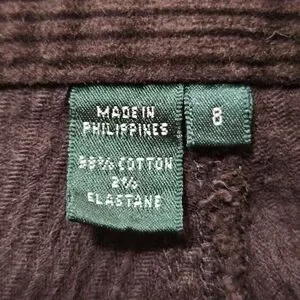 MADE IN
PHILIPPINES
98% COTTON
2% 
ELASTANE
8